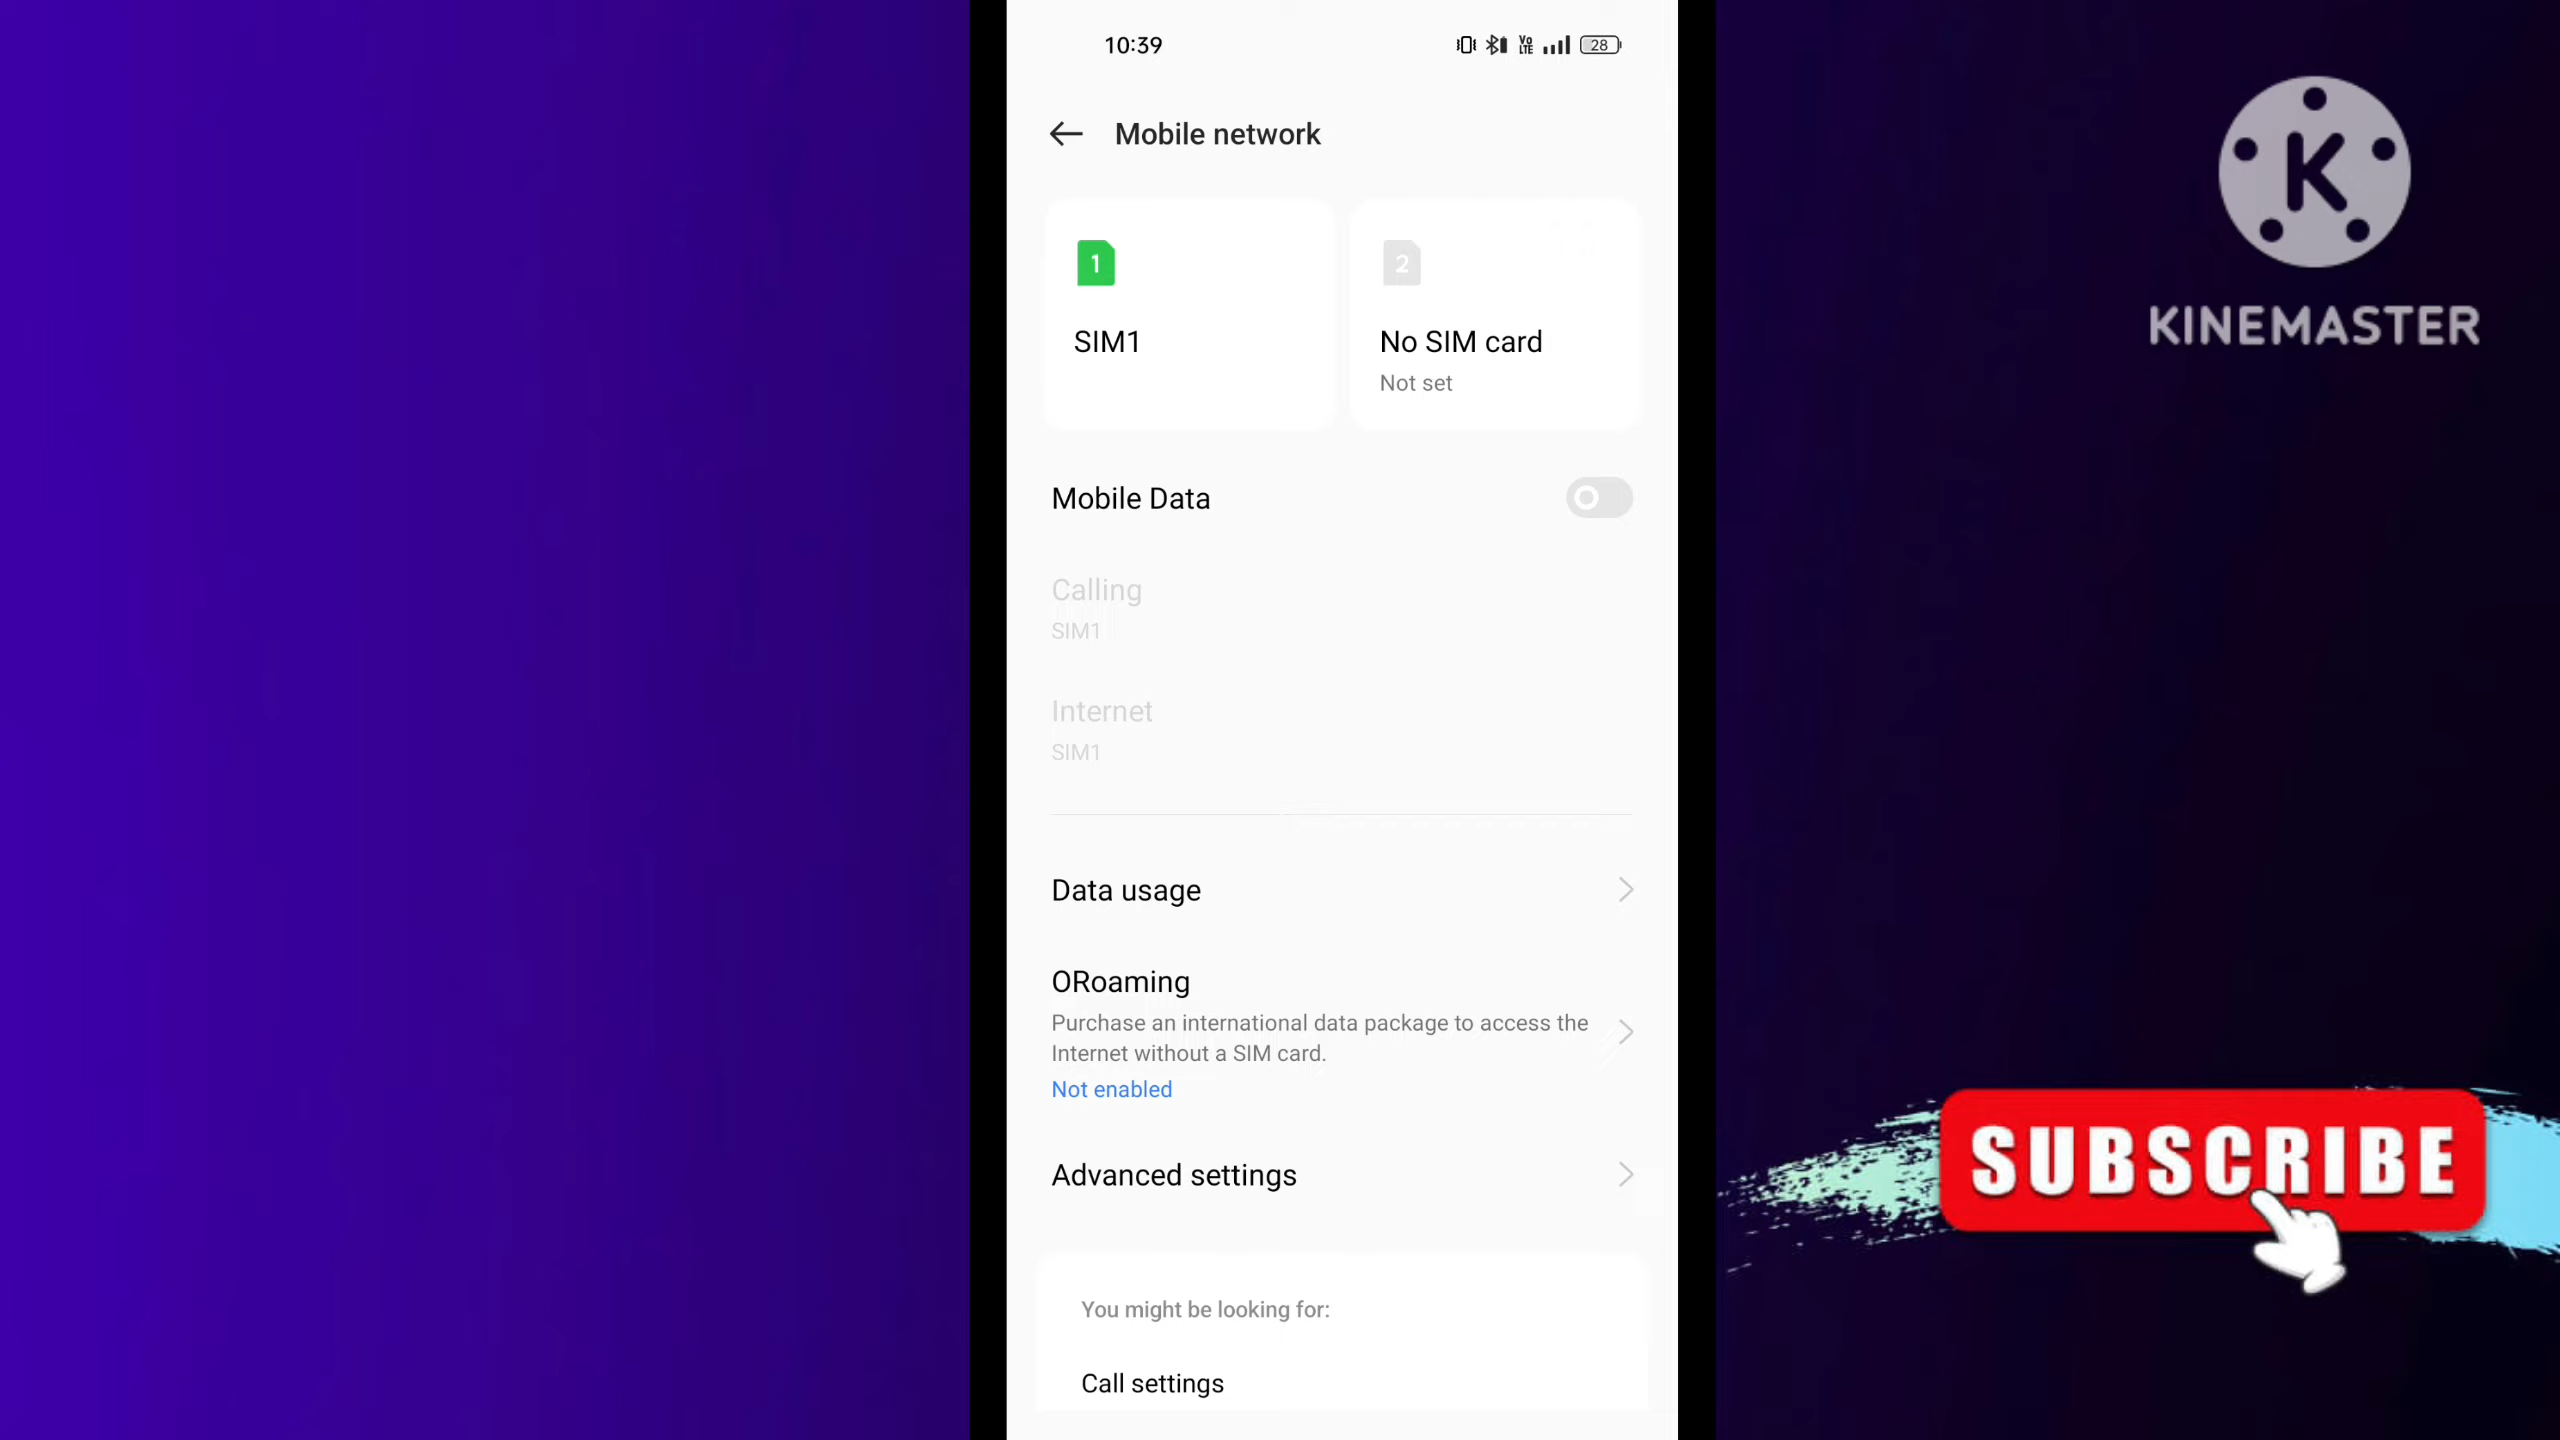 10:39
VoLTE
28
Mobile network
1
2
SIM1
No SIM card
Not set
Mobile Data
Calling
SIM1
Internet
SIM1
Data usage
ORoaming
Purchase an international data package to access the
Internet without a SIM card.
Not enabled
Advanced settings
You might be looking for:
Call settings
K
KINEMASTER
SUBSCRIBE